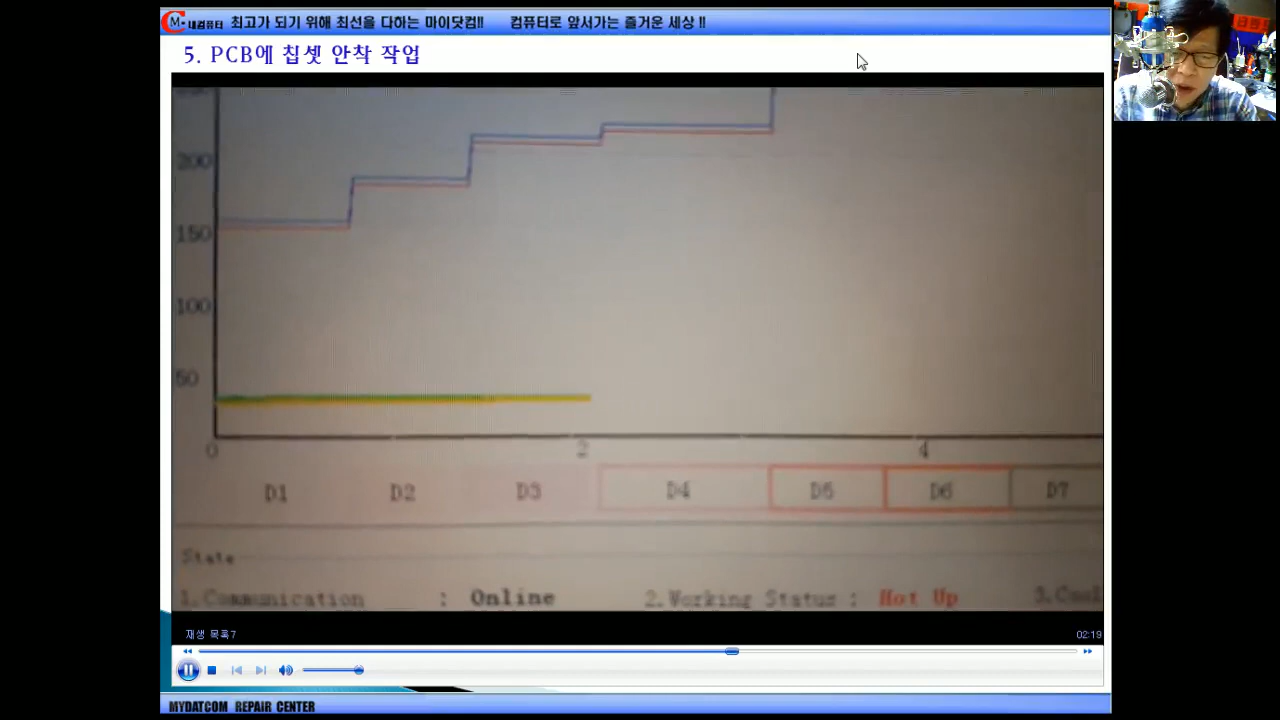 CM 대컴퓨터 최고가 되기 위해 최선을 다하는 마이닷컴!! 컴퓨터로 앞서가는 즐거운 세상 !!
5. PCB에 칩셋 안착 작업
200
150
100
50
0 2 4
D1 D2 D3 D4 D5 D6 D7
State
1.Communication : Online 2.Working Status : Hot Up 3.Cool
재생 목록7 02:19
MYDATCOM REPAIR CENTER